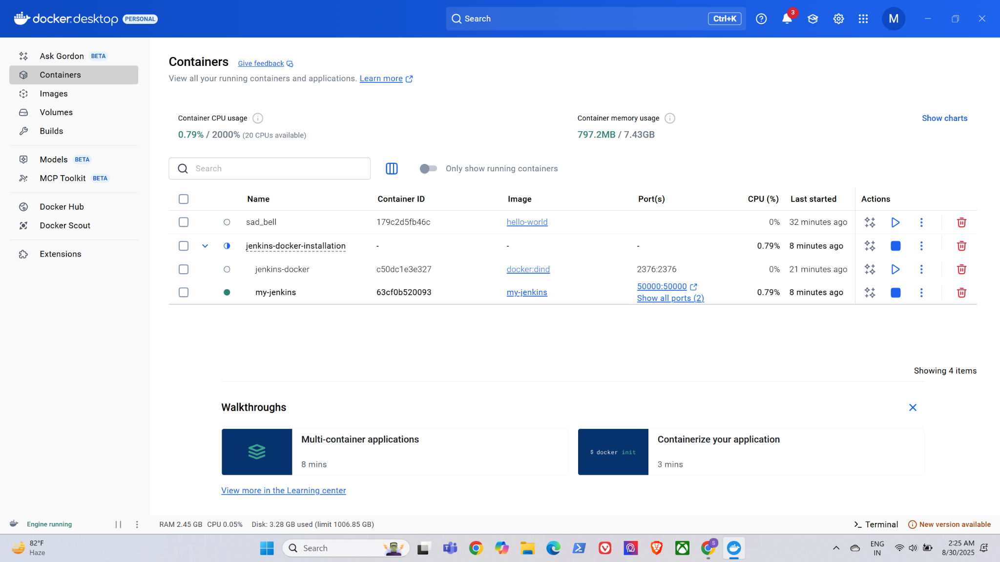 docker.desktop PERSONAL
Search Ctrl+K
3
M
Ask Gordon BETA
Containers
Images
Volumes
Builds
Models BETA
MCP Toolkit BETA
Docker Hub
Docker Scout
Extensions
Containers Give feedback
View all your running containers and applications. Learn more
Container CPU usage
0.79% / 2000% (20 CPUs available)
Container memory usage
797.2MB / 7.43GB
Show charts
Search
Only show running containers
Name Container ID Image Port(s) CPU (%) Last started Actions
sad_bell 179c2d5fb46c hello-world 0% 32 minutes ago
jenkins-docker-installation - - - 0.79% 8 minutes ago
jenkins-docker c50dc1e3e327 docker:dind 2376:2376 0% 21 minutes ago
my-jenkins 63cf0b520093 my-jenkins 50000:50000 0.79% 8 minutes ago
Show all ports (2)
Showing 4 items
Walkthroughs
Multi-container applications
8 mins
$ docker init
Containerize your application
3 mins
View more in the Learning center
Engine running
RAM 2.45 GB CPU 0.05% Disk: 3.28 GB used (limit 1006.85 GB)
>_ Terminal
New version available
82°F
Haze
Search
S
ENG
IN
2:25 AM
8/30/2025